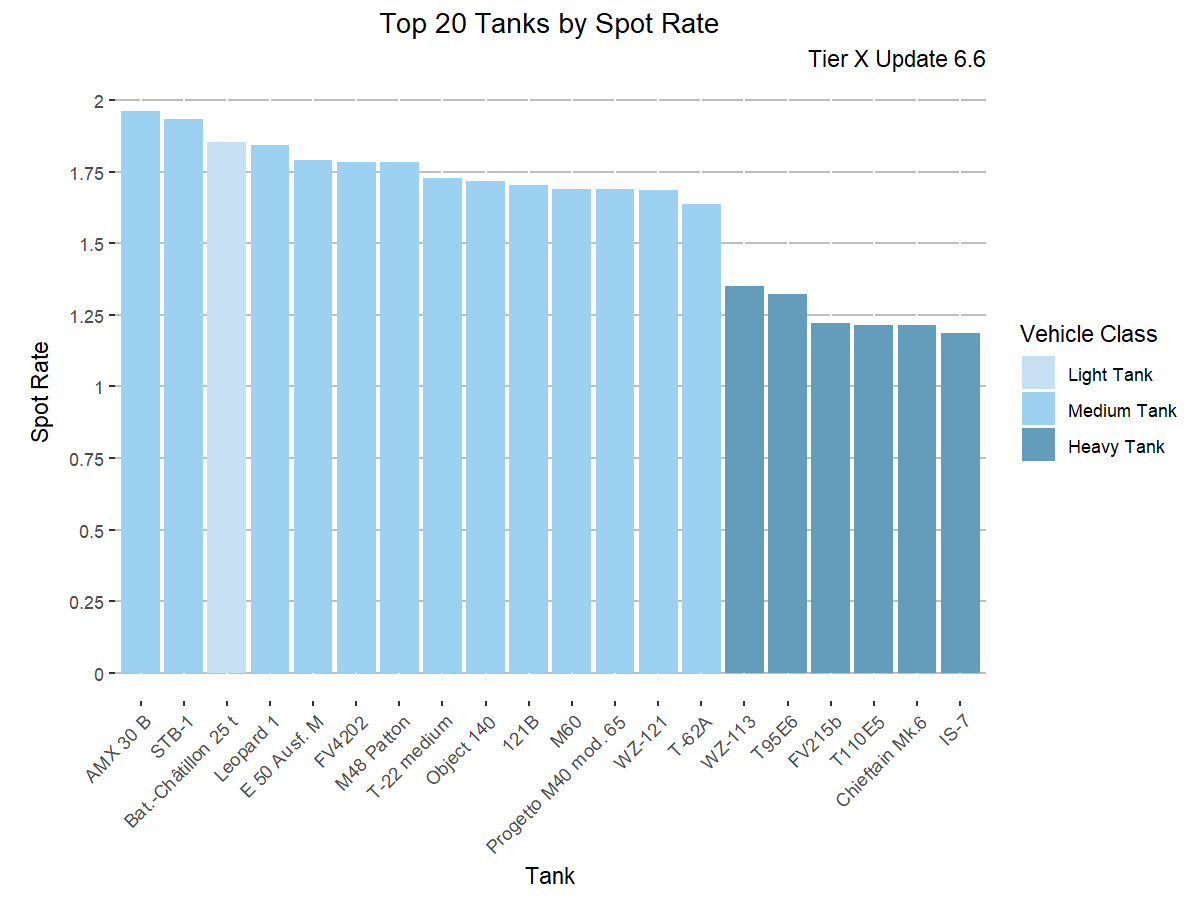 Top 20 Tanks by Spot Rate
Tier X Update 6.6
2
1.75
1.5
1.25
1
0.75
0.5
0.25
0
Spot Rate
AMX 30 B
STB-1
Bat.-Châtillon 25 t
Leopard 1
E 50 Ausf. M
FV4202
M48 Patton
T-22 medium
Object 140
121B
M60
Progetto M40 mod. 65
WZ-121
T-62A
WZ-113
T95E6
FV215b
T110E5
Chieftain Mk.6
IS-7
Tank
Vehicle Class
Light Tank
Medium Tank
Heavy Tank